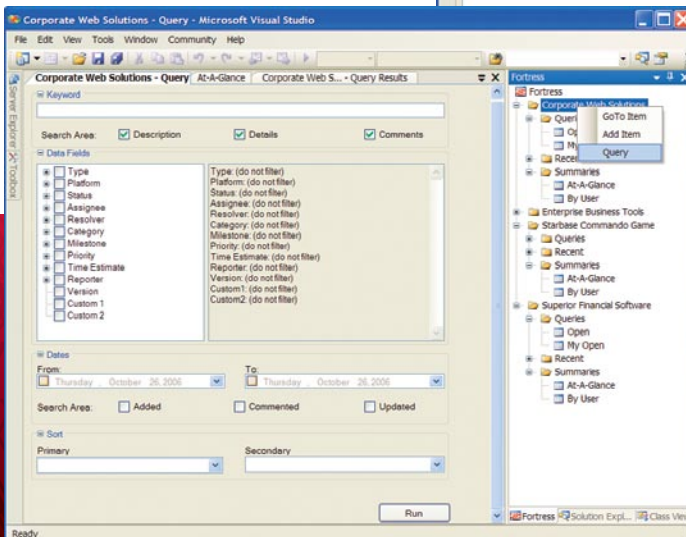 Corporate Web Solutions - Query - Microsoft Visual Studio
File Edit View Tools Window Community Help
Server Explorer
Toolbox
Corporate Web Solutions - Query
At-A-Glance
Corporate Web S... - Query Results
Keyword
Search Area: Description Details Comments
Data Fields
Type
Platform
Status
Assignee
Resolver
Category
Milestone
Priority
Time Estimate
Reporter
Version
Custom 1
Custom 2
Type: (do not filter)
Platform: (do not filter)
Status: (do not filter)
Assignee: (do not filter)
Resolver: (do not filter)
Category: (do not filter)
Milestone: (do not filter)
Priority: (do not filter)
Time Estimate: (do not filter)
Reporter: (do not filter)
Version: (do not filter)
Custom1: (do not filter)
Custom2: (do not filter)
Dates
From: To:
Thursday , October 26, 2006 Thursday , October 26, 2006
Search Area: Added Commented Updated
Sort
Primary Secondary
Run
Fortress
Fortress
Corporate Web Solutions
Queri
Op
My
Recen
GoTo Item
Add Item
Query
Summaries
At-A-Glance
By User
Enterprise Business Tools
Starbase Commando Game
Queries
Recent
Summaries
At-A-Glance
By User
Superior Financial Software
Queries
Open
My Open
Recent
Summaries
At-A-Glance
By User
Fortress Solution Expl... Class View
Ready